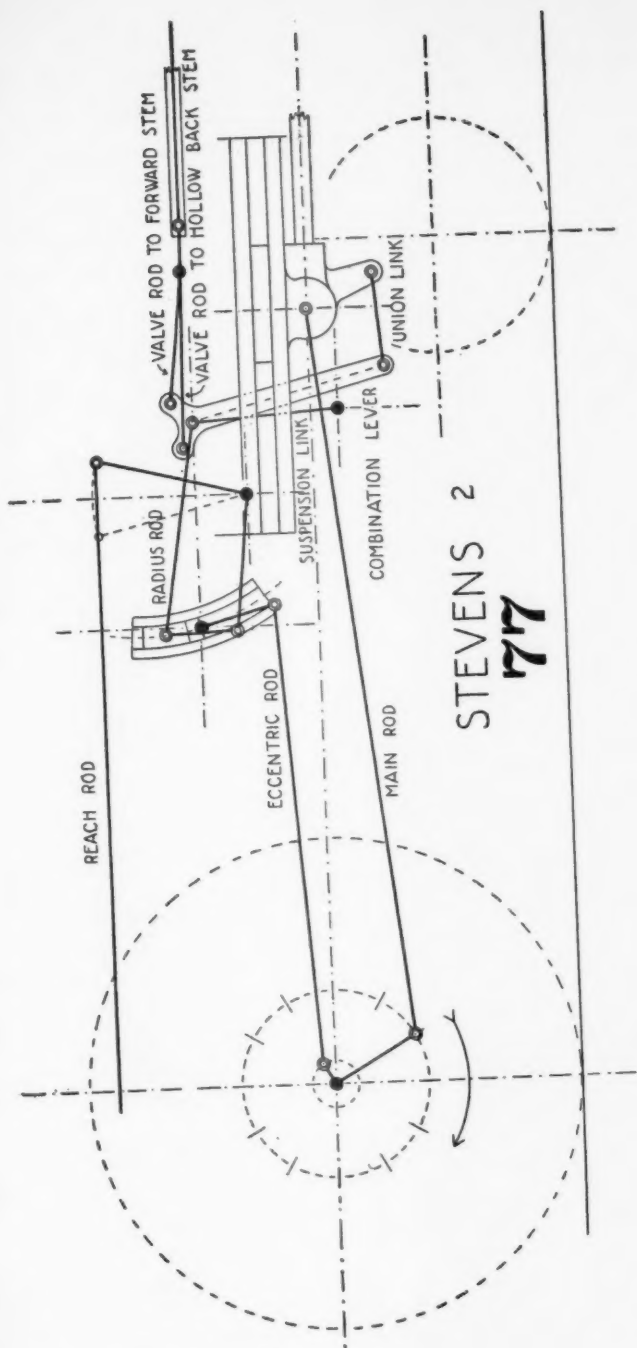 VALVE ROD TO FORWARD STEM
VALVE ROD TO HOLLOW BACK STEM
REACH ROD
RADIUS ROD
SUSPENSION LINK
UNION LINK
COMBINATION LEVER
ECCENTRIC ROD
MAIN ROD
STEVENS 2
77